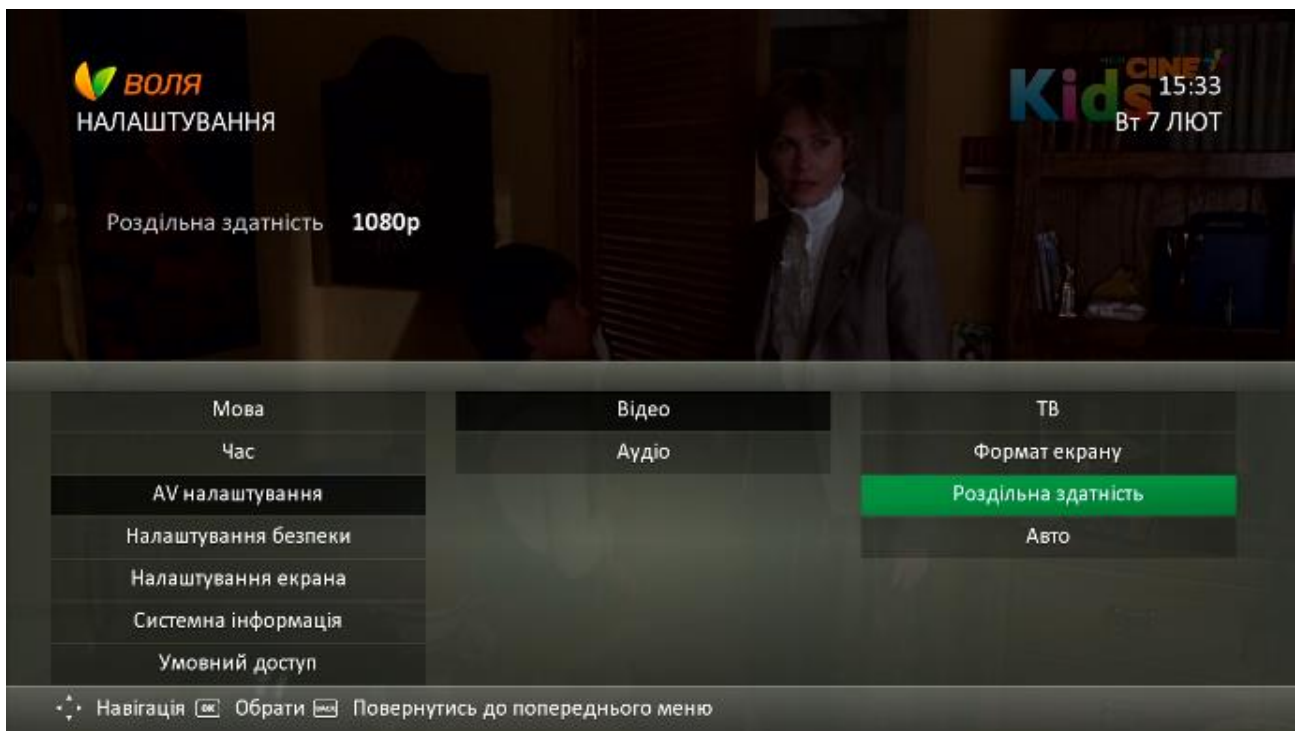 воля
НАЛАШТУВАННЯ
Kids
CINE
15:33
Вт 7 ЛЮТ
Роздільна здатність 1080p
Мова
Час
AV налаштування
Налаштування безпеки
Налаштування екрана
Системна інформація
Умовний доступ
Відео
Аудіо
ТВ
Формат екрану
Роздільна здатність
Авто
Навігація OK Обрати BACK Повернутись до попереднього меню